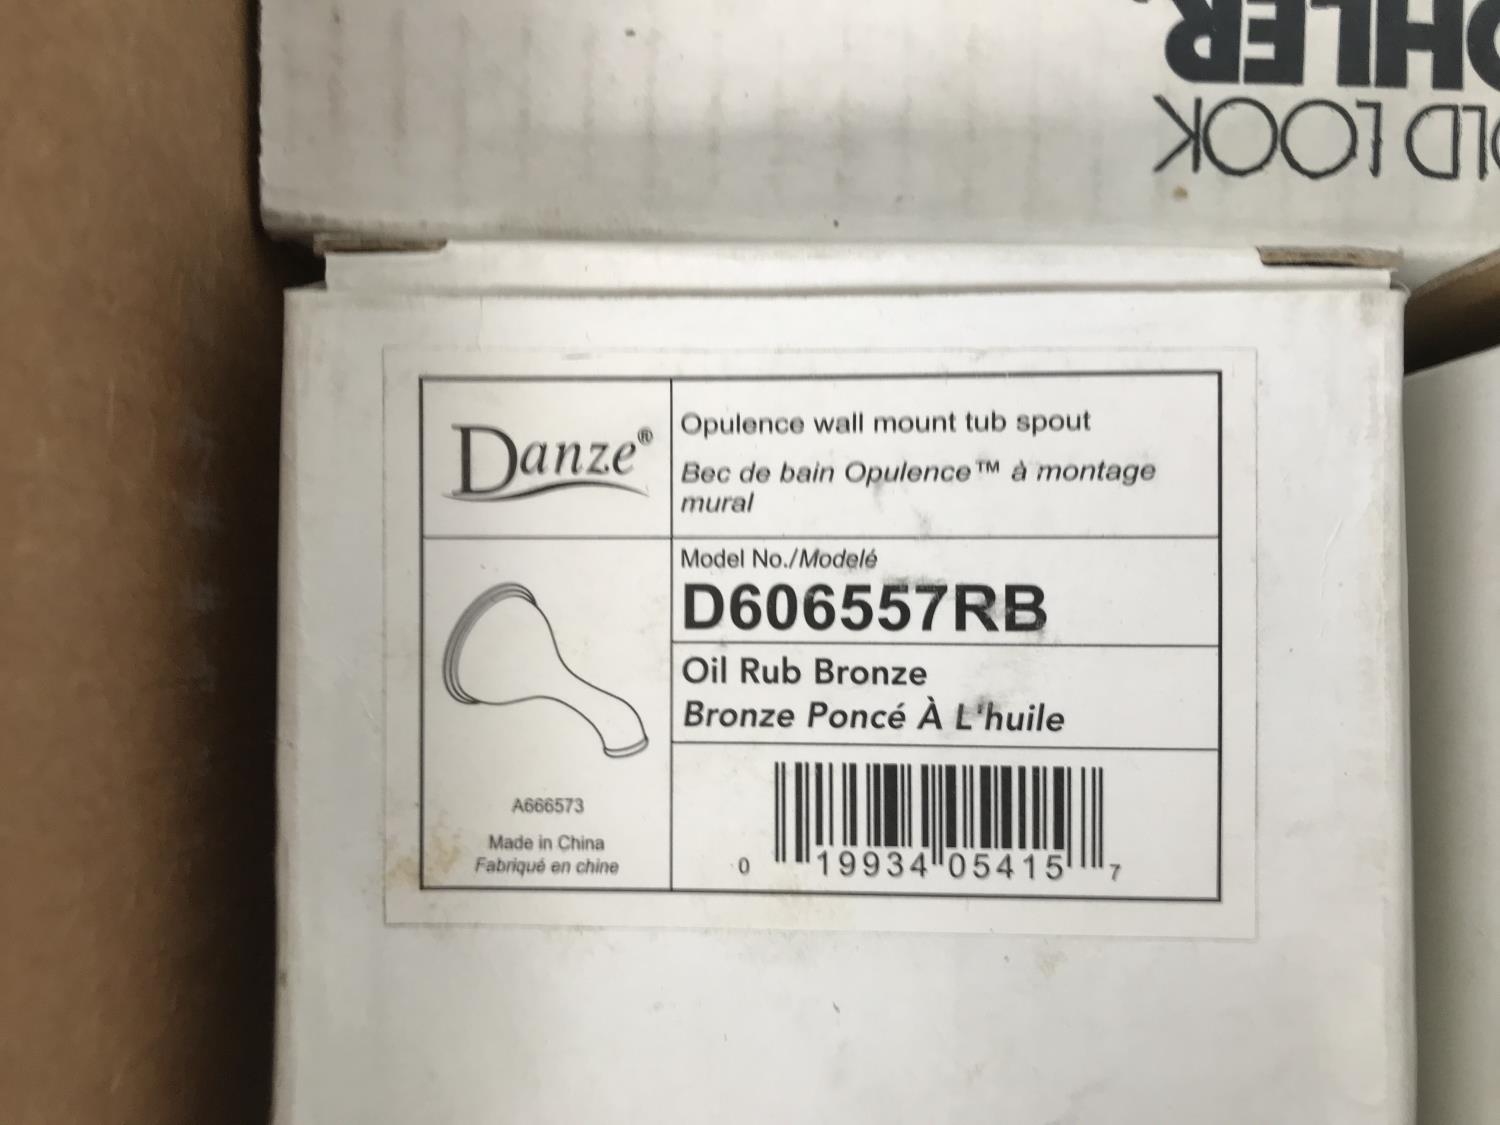 OHLER
OLD LOOK
Danze®
Opulence wall mount tub spout
Bec de bain Opulence™ à montage
mural
Model No./Modelé
D606557RB
Oil Rub Bronze
Bronze Poncé À L'huile
A666573
Made in China
Fabriqué en chine
0 19934 05415 7